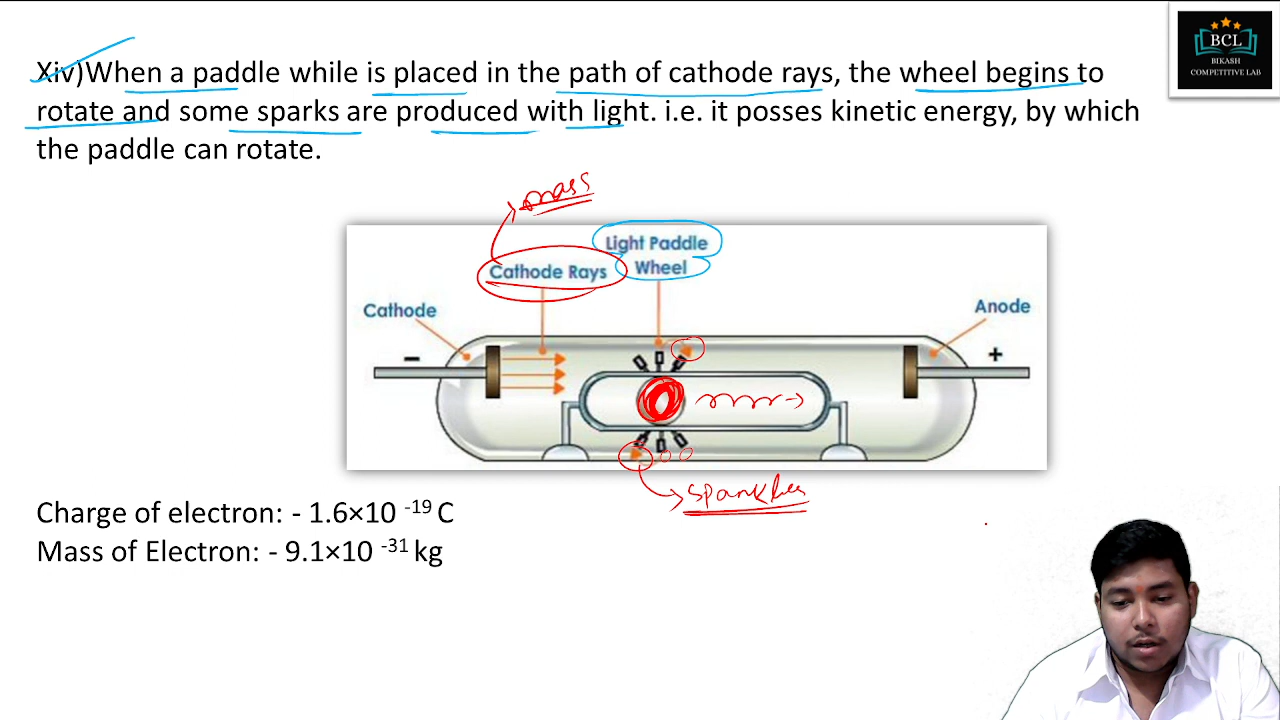 Xiv)When a paddle while is placed in the path of cathode rays, the wheel begins to
rotate and some sparks are produced with light. i.e. it posses kinetic energy, by which
the paddle can rotate.
BCL
BIKASH
COMPETITIVE LAB
mass
Light Paddle
Wheel
Cathode Rays
Cathode
Anode
−
+
Charge of electron: - 1.6×10 -19 C
Mass of Electron: - 9.1×10 -31 kg